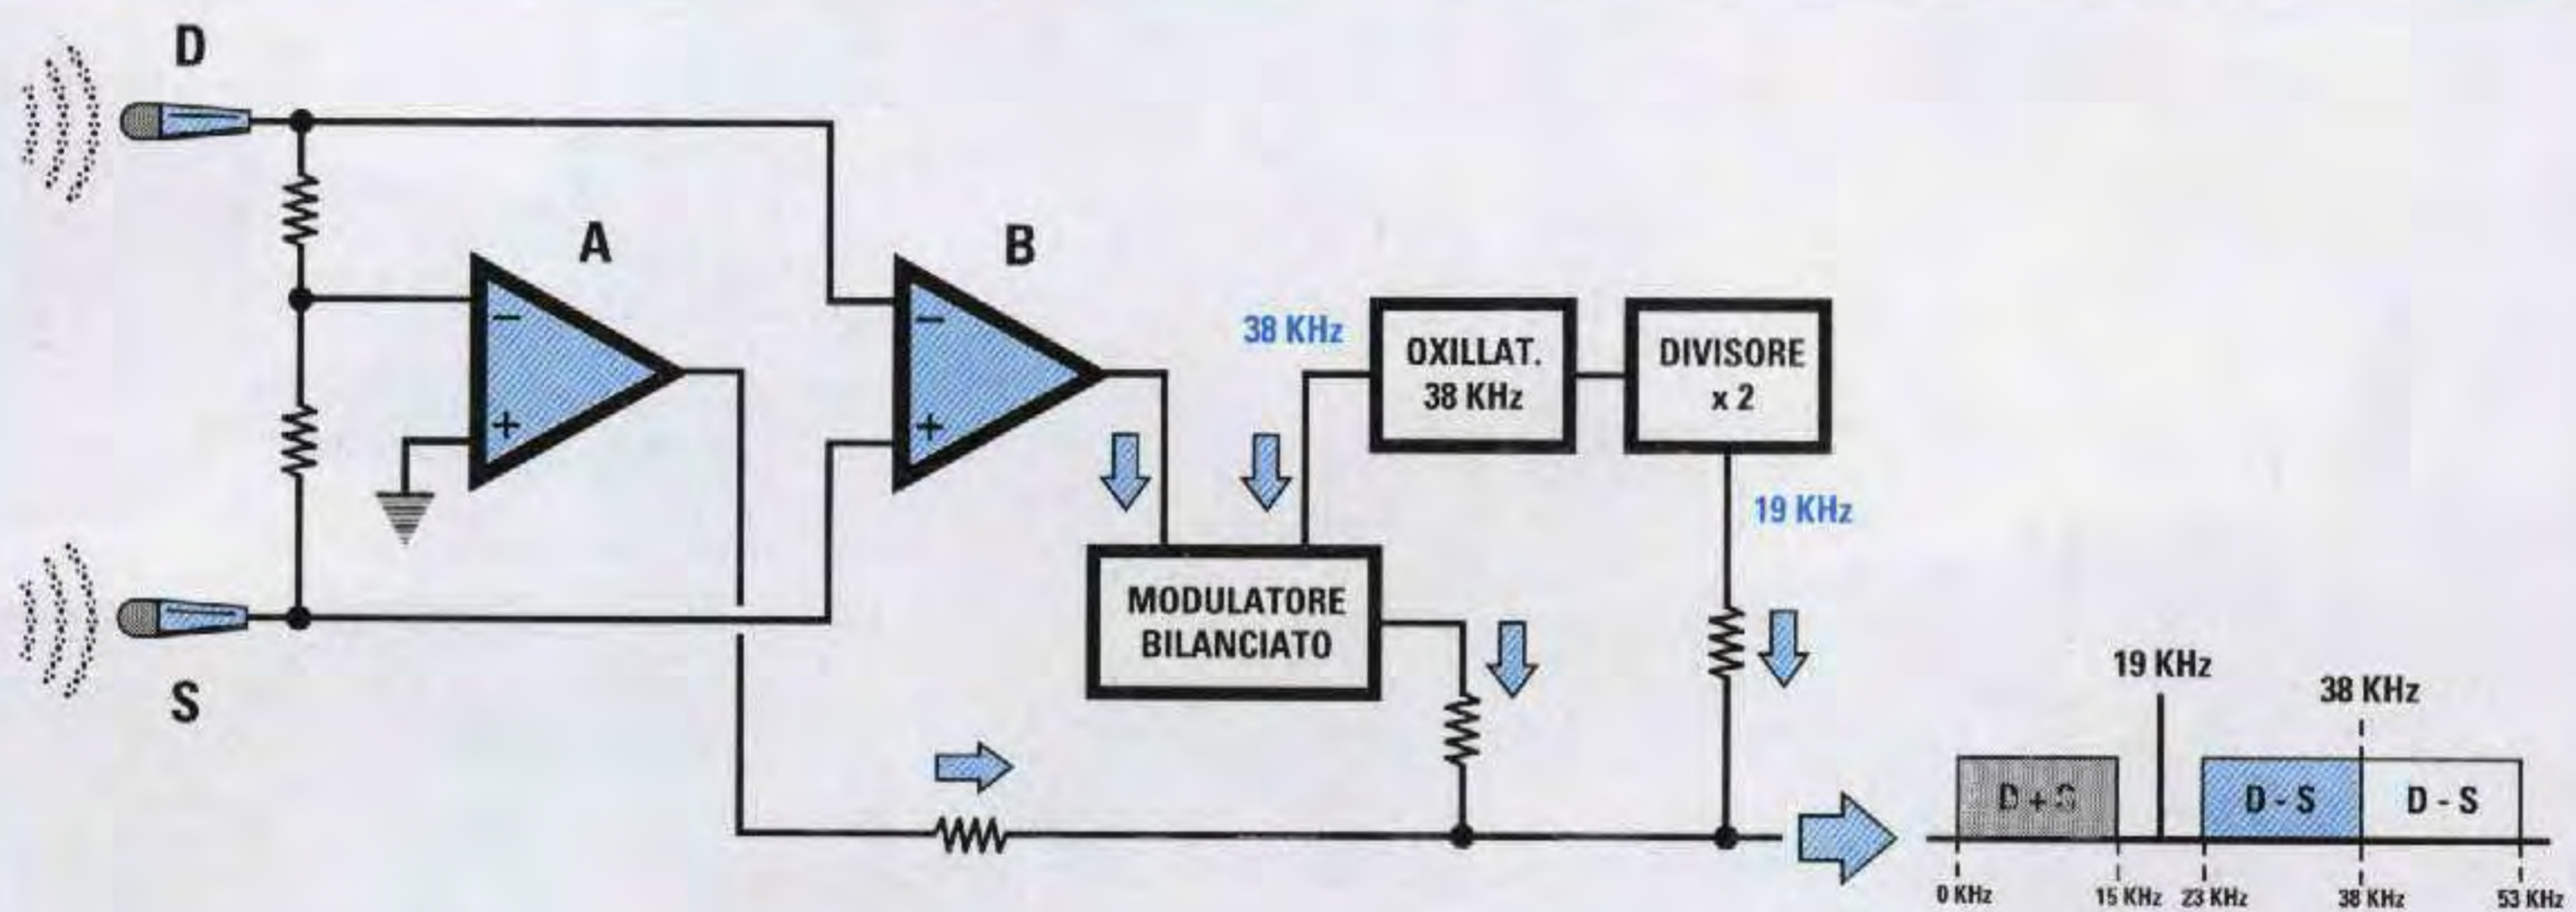 D
A
B
−
+
−
+
38 KHz
OXILLAT.
38 KHz
DIVISORE
x 2
19 KHz
MODULATORE
BILANCIATO
S
19 KHz
38 KHz
D + S
D - S
D - S
0 KHz
15 KHz
23 KHz
38 KHz
53 KHz